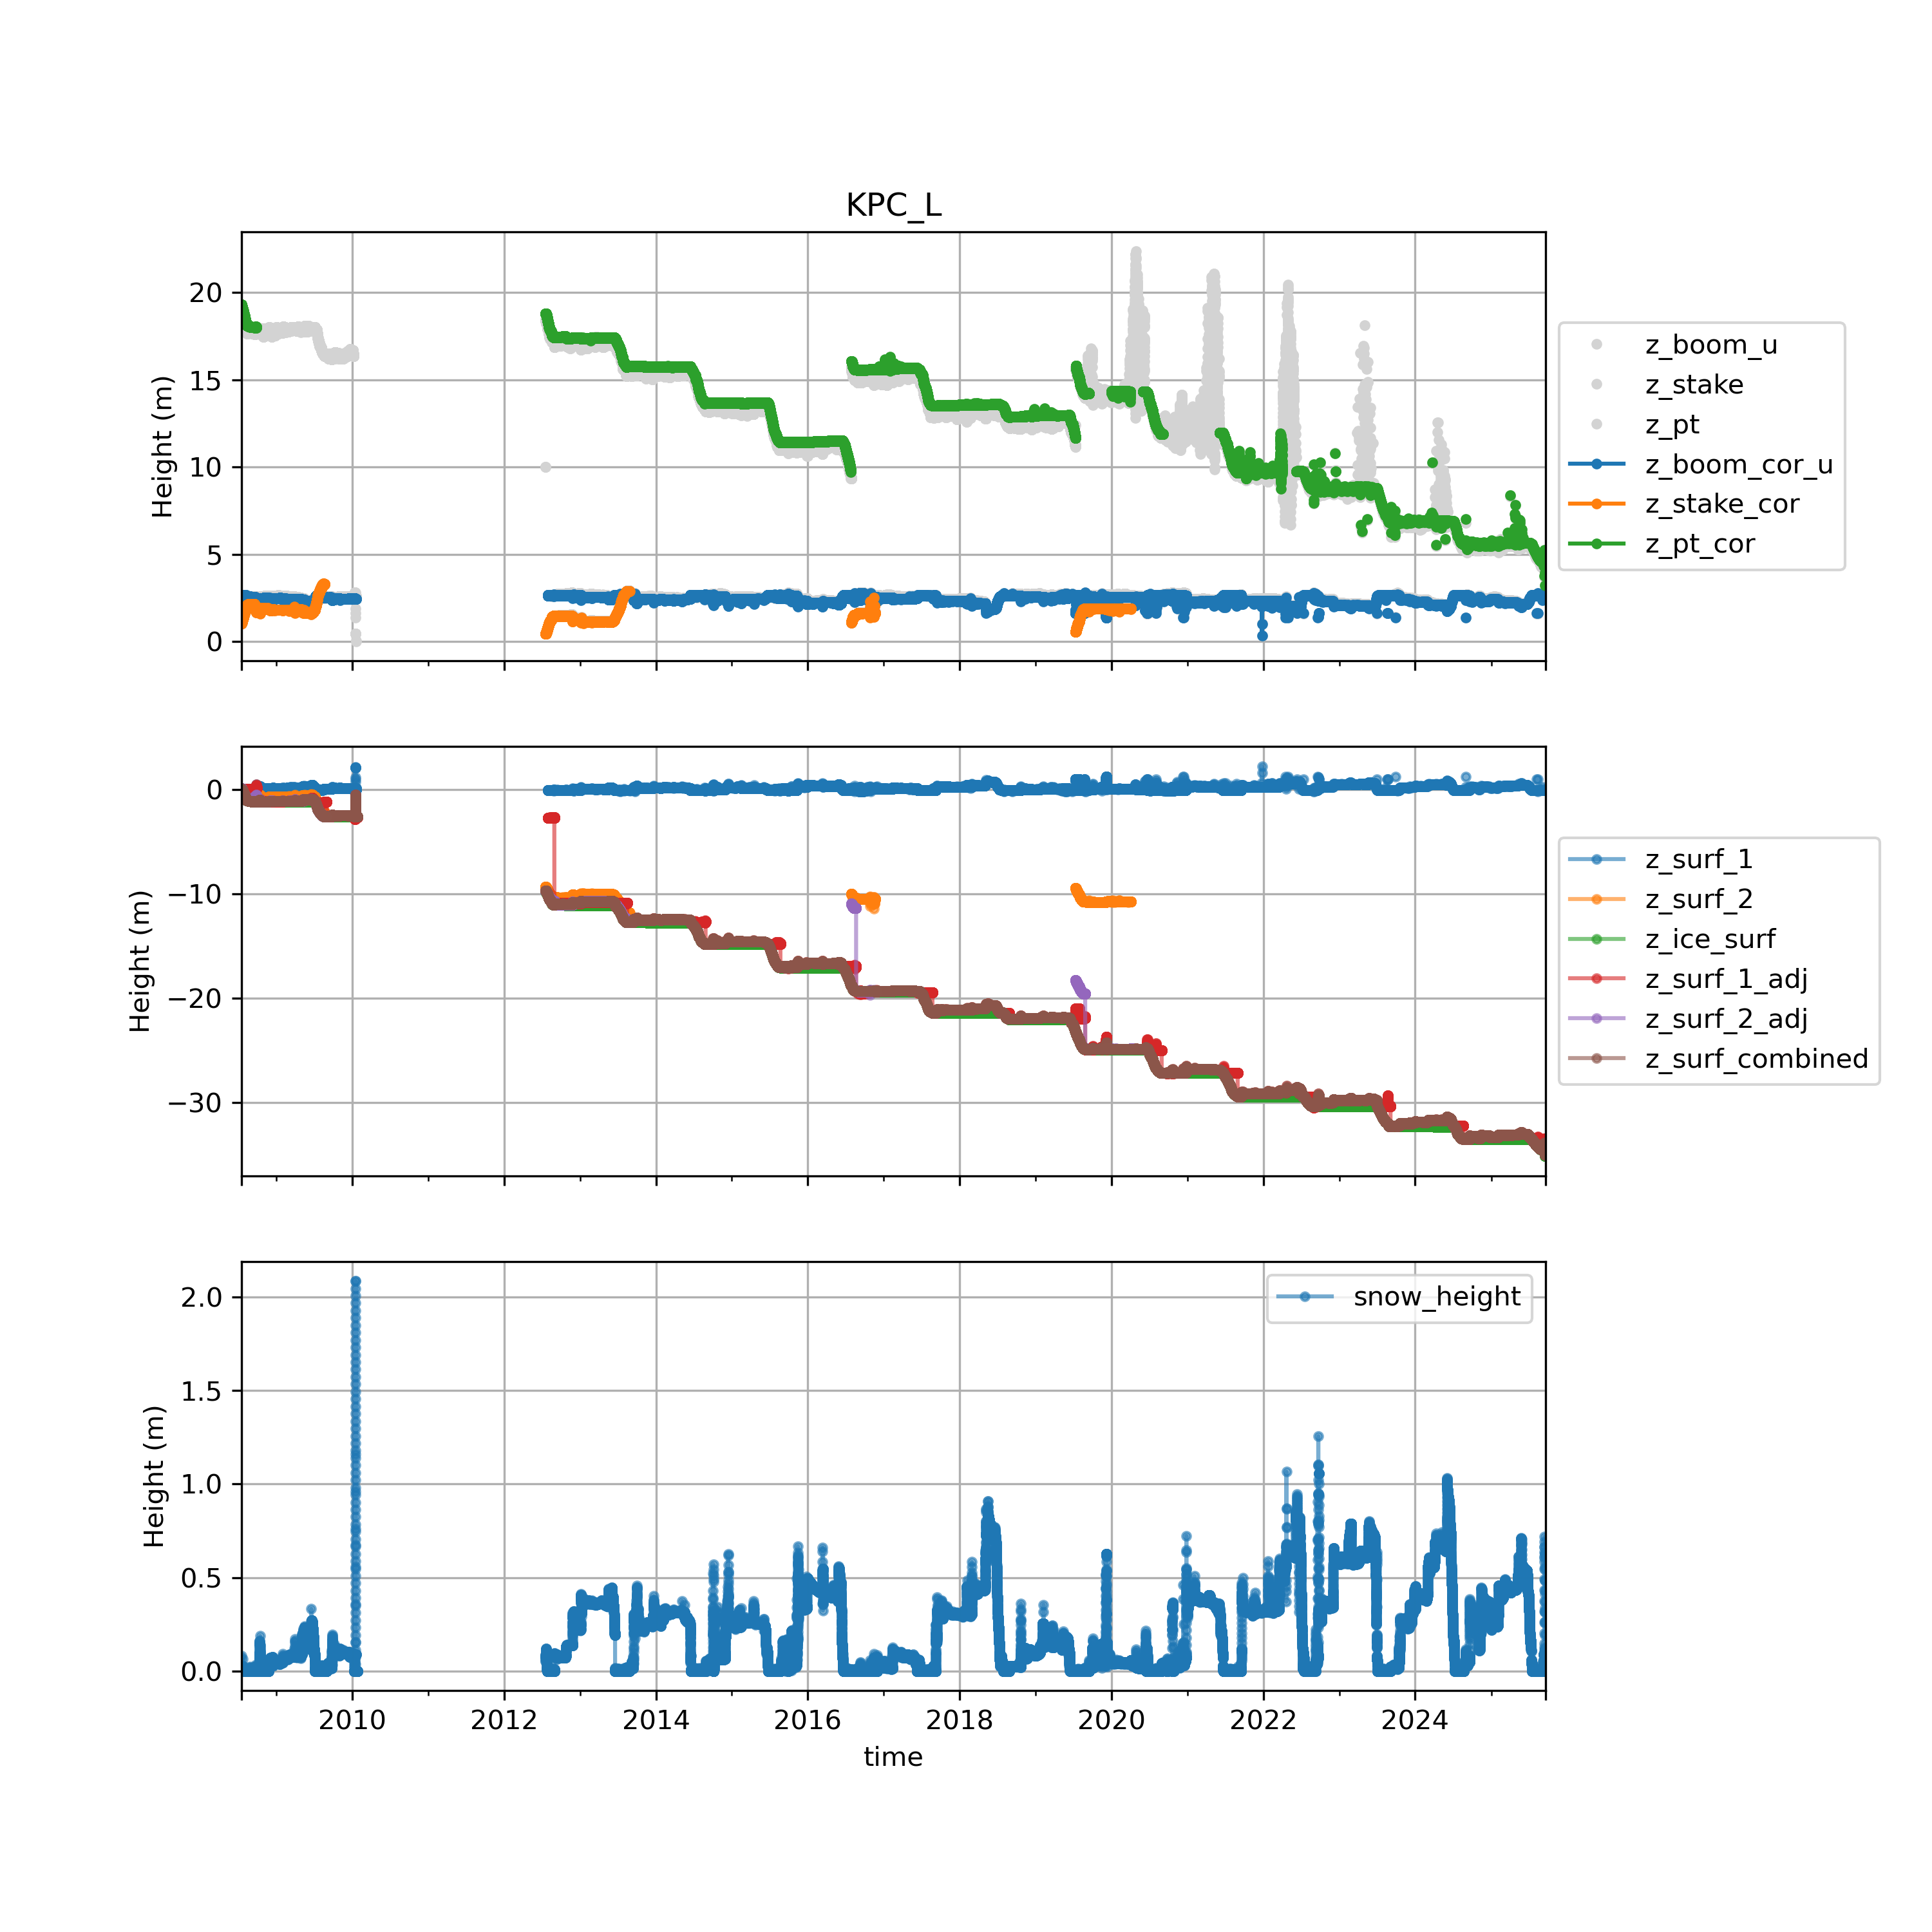 KPC_L
Height (m)
20
15
10
5
0
z_boom_u
z_stake
z_pt
z_boom_cor_u
z_stake_cor
z_pt_cor
Height (m)
0
−10
−20
−30
z_surf_1
z_surf_2
z_ice_surf
z_surf_1_adj
z_surf_2_adj
z_surf_combined
Height (m)
2.0
1.5
1.0
0.5
0.0
snow_height
2010 2012 2014 2016 2018 2020 2022 2024
time